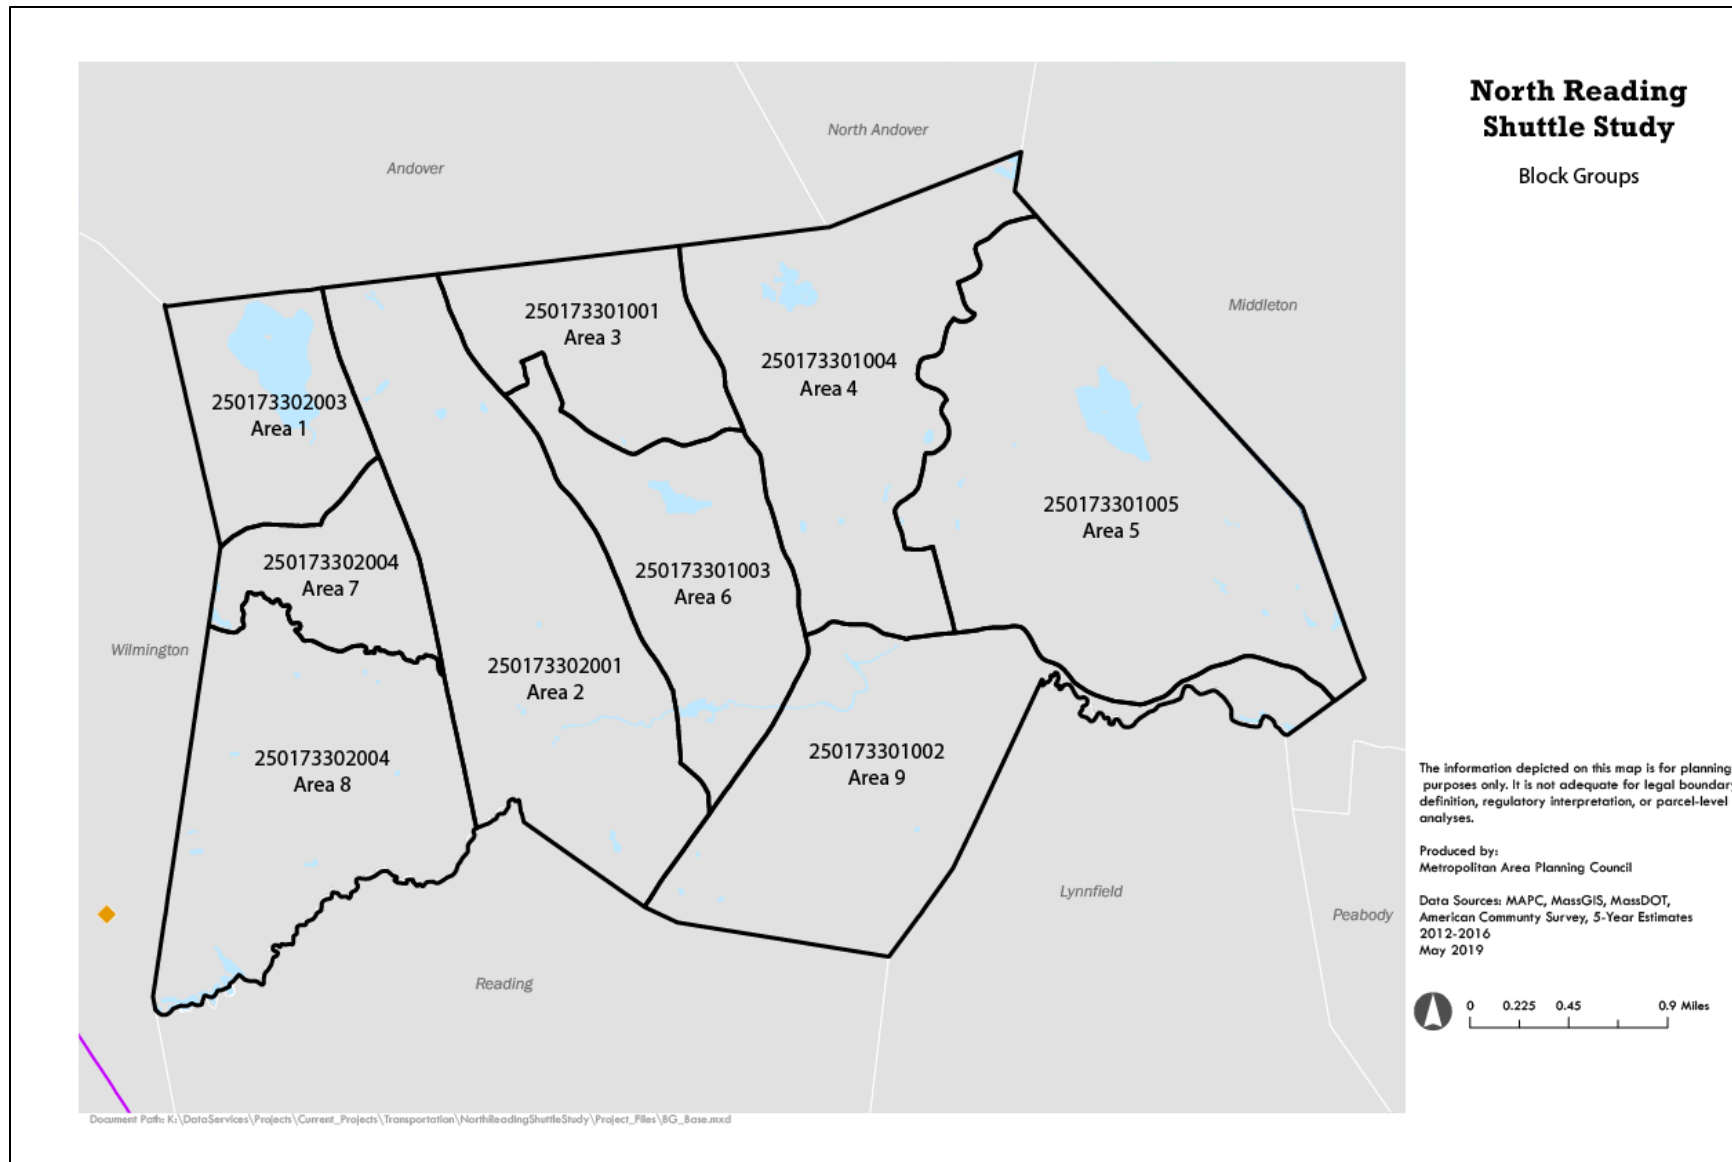 North Reading
Shuttle Study
Block Groups
North Andover
Andover
Middleton
250173301001
Area 3
250173301004
Area 4
250173302003
Area 1
250173301005
Area 5
250173302004
Area 7
250173301003
Area 6
Wilmington
250173302001
Area 2
250173302004
Area 8
250173301002
Area 9
Lynnfield
Peabody
Reading
The information depicted on this map is for planning
purposes only. It is not adequate for legal boundary
definition, regulatory interpretation, or parcel-level
analyses.
Produced by:
Metropolitan Area Planning Council
Data Sources: MAPC, MassGIS, MassDOT,
American Communty Survey, 5-Year Estimates
2012-2016
May 2019
0 0.225 0.45 0.9 Miles
Document Path: K:\DataServices\Projects\Current_Projects\Transportation\NorthReadingShuttleStudy\Project_Files\BG_Base.mxd